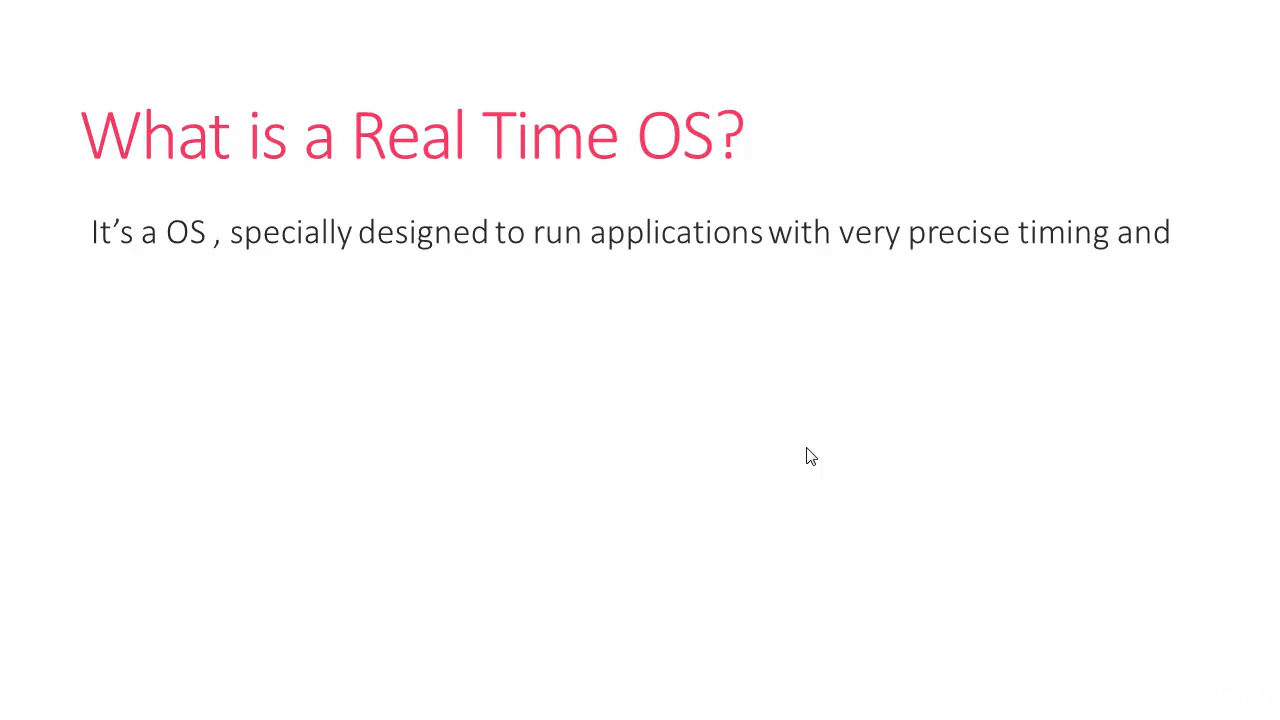 What is a Real Time OS?
It’s a OS , specially designed to run applications with very precise timing and